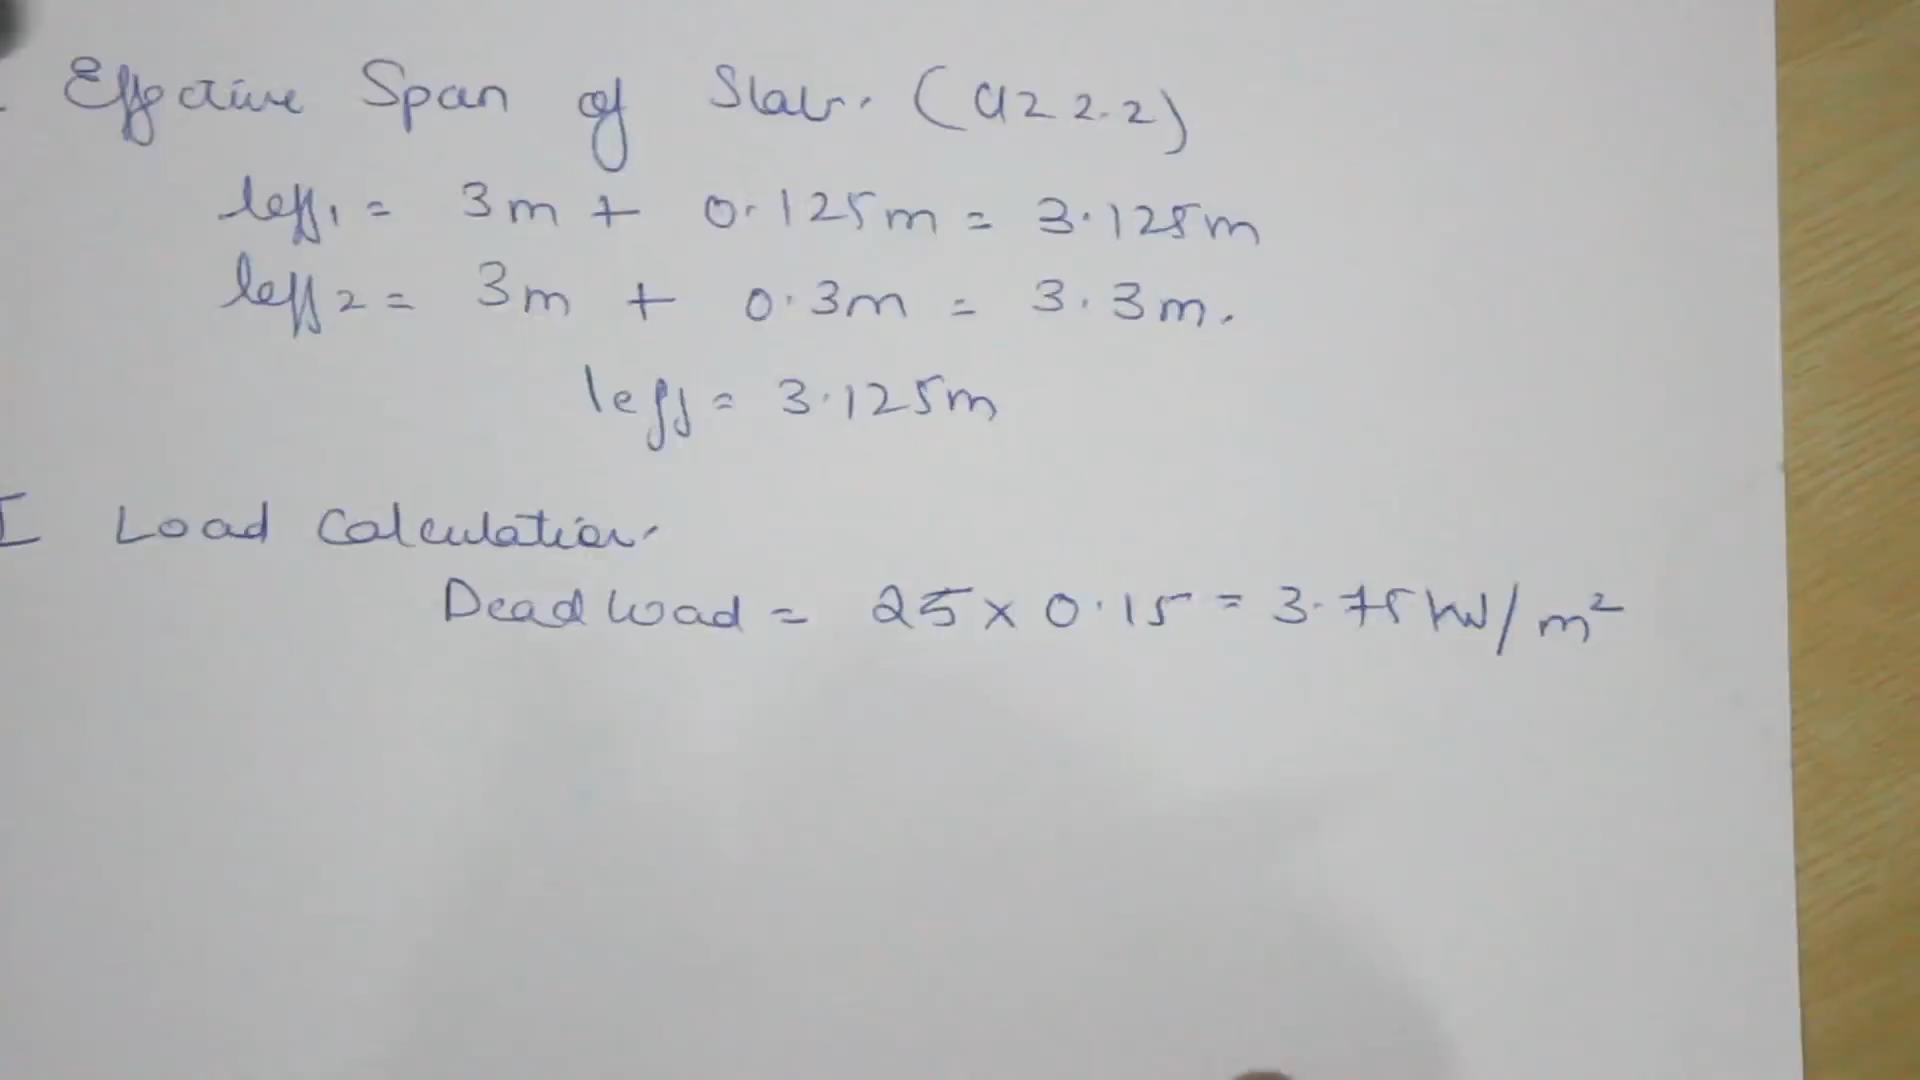 Effective Span of Slab. (Cl 22.2)
leff1 = 3m + 0.125m = 3.125m
leff2 = 3m + 0.3m = 3.3m.
leff = 3.125m
I Load Calculation.
Dead load = 25 x 0.15 = 3.75 kN/m²